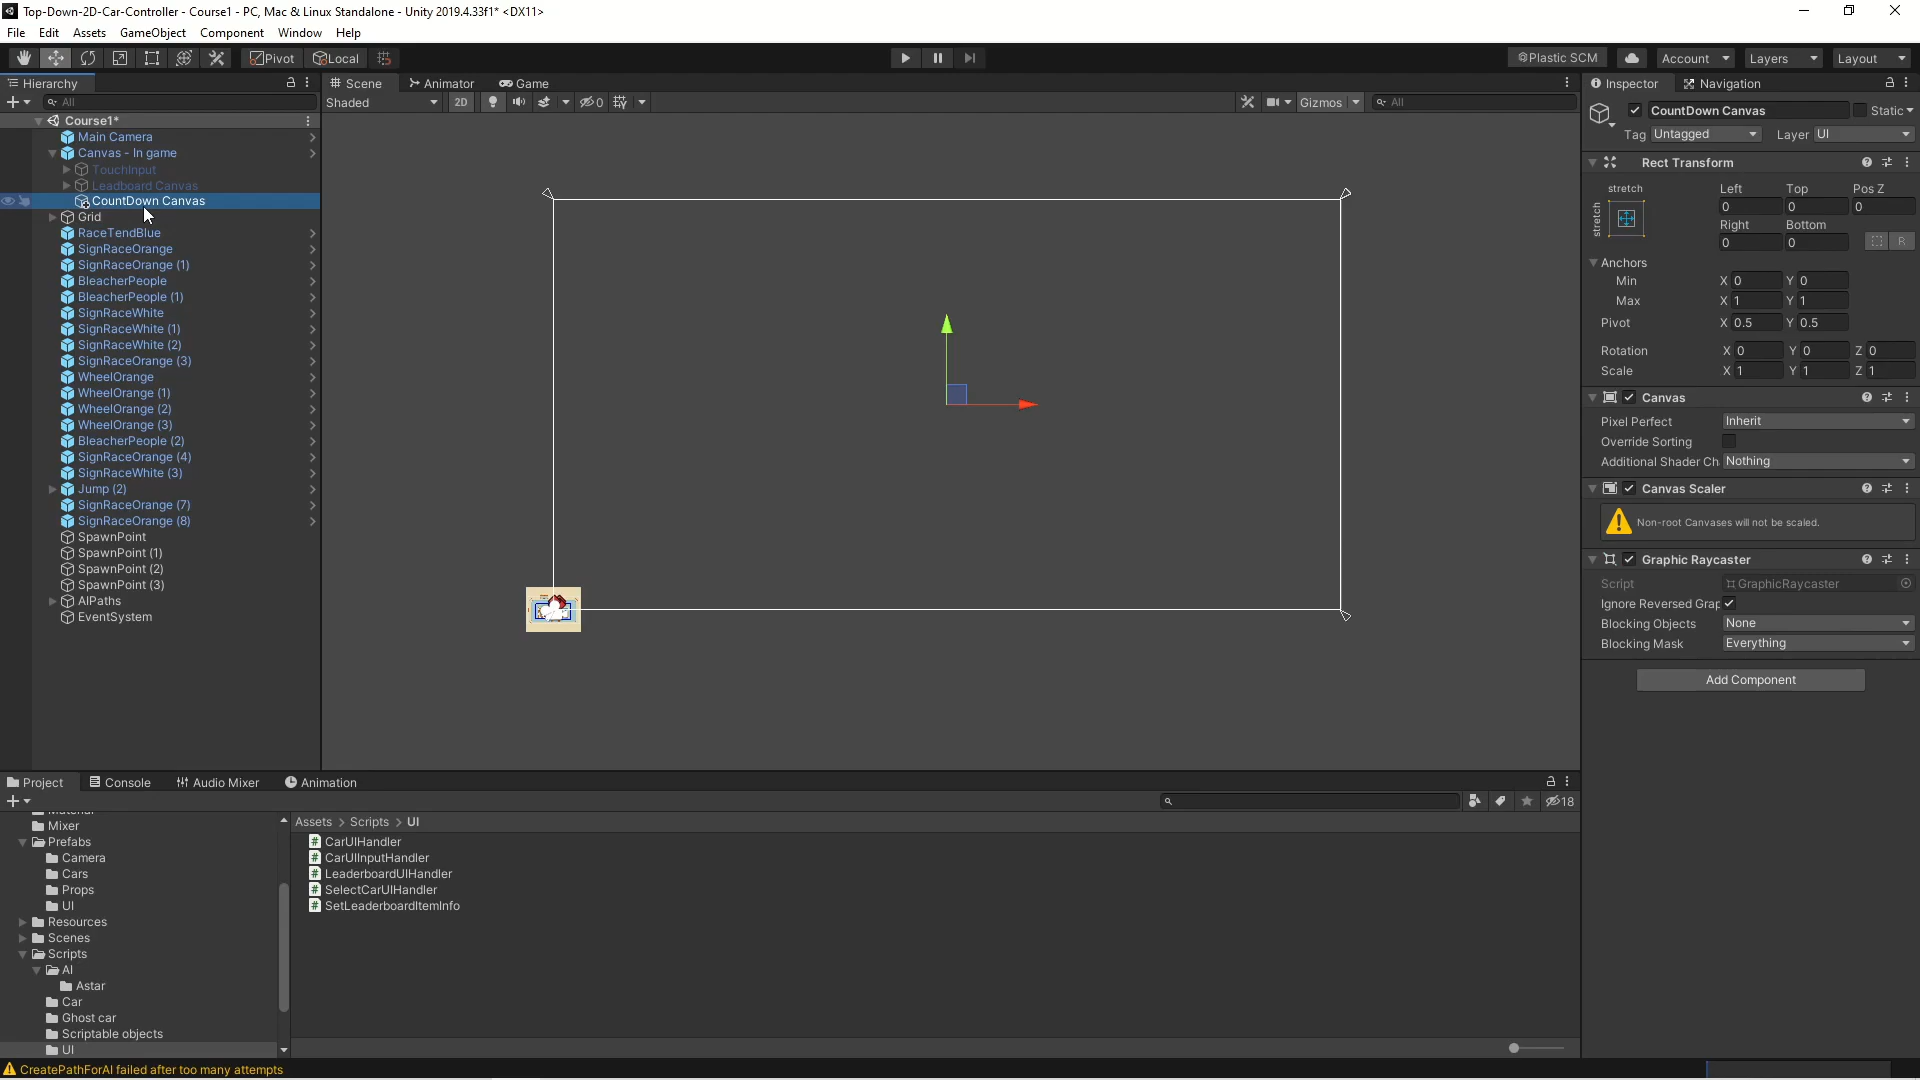 Top-Down-2D-Car-Controller - Course1 - PC, Mac & Linux Standalone - Unity 2019.4.33f1* <DX11>
File Edit Assets GameObject Component Window Help
Pivot Local Plastic SCM Account Layers Layout
Hierarchy
All
Course1*
Main Camera
Canvas - In game
TouchInput
Leadboard Canvas
CountDown Canvas
Grid
RaceTendBlue
SignRaceOrange
SignRaceOrange (1)
BleacherPeople
BleacherPeople (1)
SignRaceWhite
SignRaceWhite (1)
SignRaceWhite (2)
SignRaceOrange (3)
WheelOrange
WheelOrange (1)
WheelOrange (2)
WheelOrange (3)
BleacherPeople (2)
SignRaceOrange (4)
SignRaceWhite (3)
Jump (2)
SignRaceOrange (7)
SignRaceOrange (8)
SpawnPoint
SpawnPoint (1)
SpawnPoint (2)
SpawnPoint (3)
AIPaths
EventSystem
Scene Animator Game
Shaded 2D 0 Gizmos All
Inspector Navigation
CountDown Canvas Static
Tag Untagged Layer UI
Rect Transform
stretch Left Top Pos Z
stretch 0 0 0
Right Bottom
0 0 R
Anchors
Min X 0 Y 0
Max X 1 Y 1
Pivot X 0.5 Y 0.5
Rotation X 0 Y 0 Z 0
Scale X 1 Y 1 Z 1
Canvas
Pixel Perfect Inherit
Override Sorting
Additional Shader Ch Nothing
Canvas Scaler
Non-root Canvases will not be scaled.
Graphic Raycaster
Script GraphicRaycaster
Ignore Reversed Grap
Blocking Objects None
Blocking Mask Everything
Add Component
Project Console Audio Mixer Animation
18
Mixer
Prefabs
Camera
Cars
Props
UI
Resources
Scenes
Scripts
AI
Astar
Car
Ghost car
Scriptable objects
UI
Assets > Scripts > UI
CarUIHandler
CarUIInputHandler
LeaderboardUIHandler
SelectCarUIHandler
SetLeaderboardItemInfo
CreatePathForAI failed after too many attempts